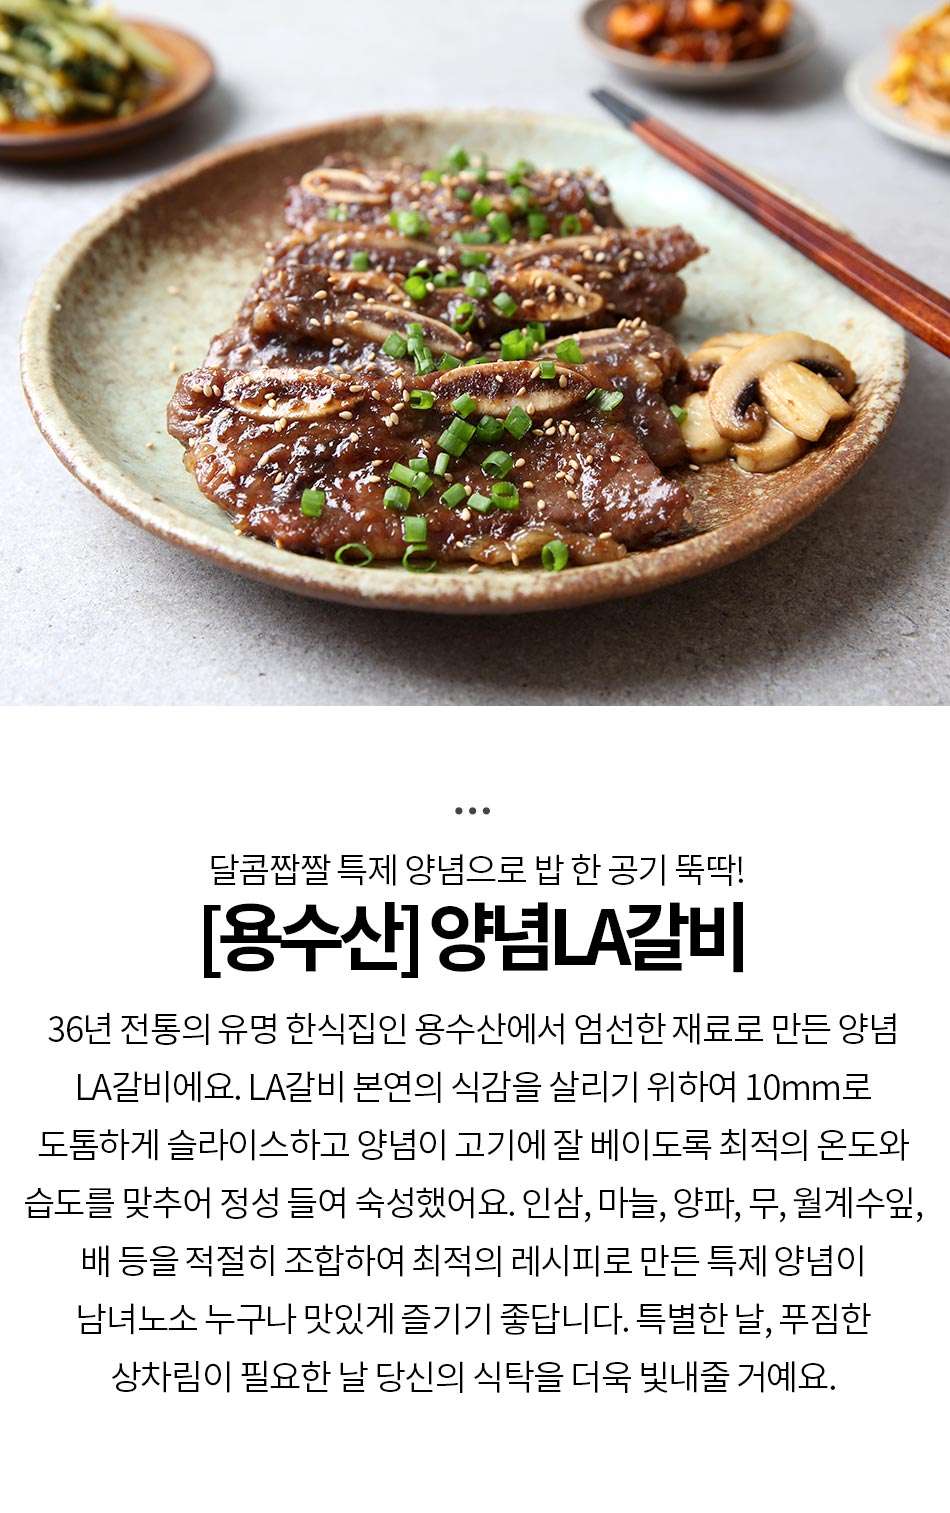 달콤짭짤 특제 양념으로 밥 한 공기 뚝딱!
[용수산] 양념LA갈비
36년 전통의 유명 한식집인 용수산에서 엄선한 재료로 만든 양념
LA갈비에요. LA갈비 본연의 식감을 살리기 위하여 10mm로
도톰하게 슬라이스하고 양념이 고기에 잘 베이도록 최적의 온도와
습도를 맞추어 정성 들여 숙성했어요. 인삼, 마늘, 양파, 무, 월계수잎,
배 등을 적절히 조합하여 최적의 레시피로 만든 특제 양념이
남녀노소 누구나 맛있게 즐기기 좋답니다. 특별한 날, 푸짐한
상차림이 필요한 날 당신의 식탁을 더욱 빛내줄 거예요.